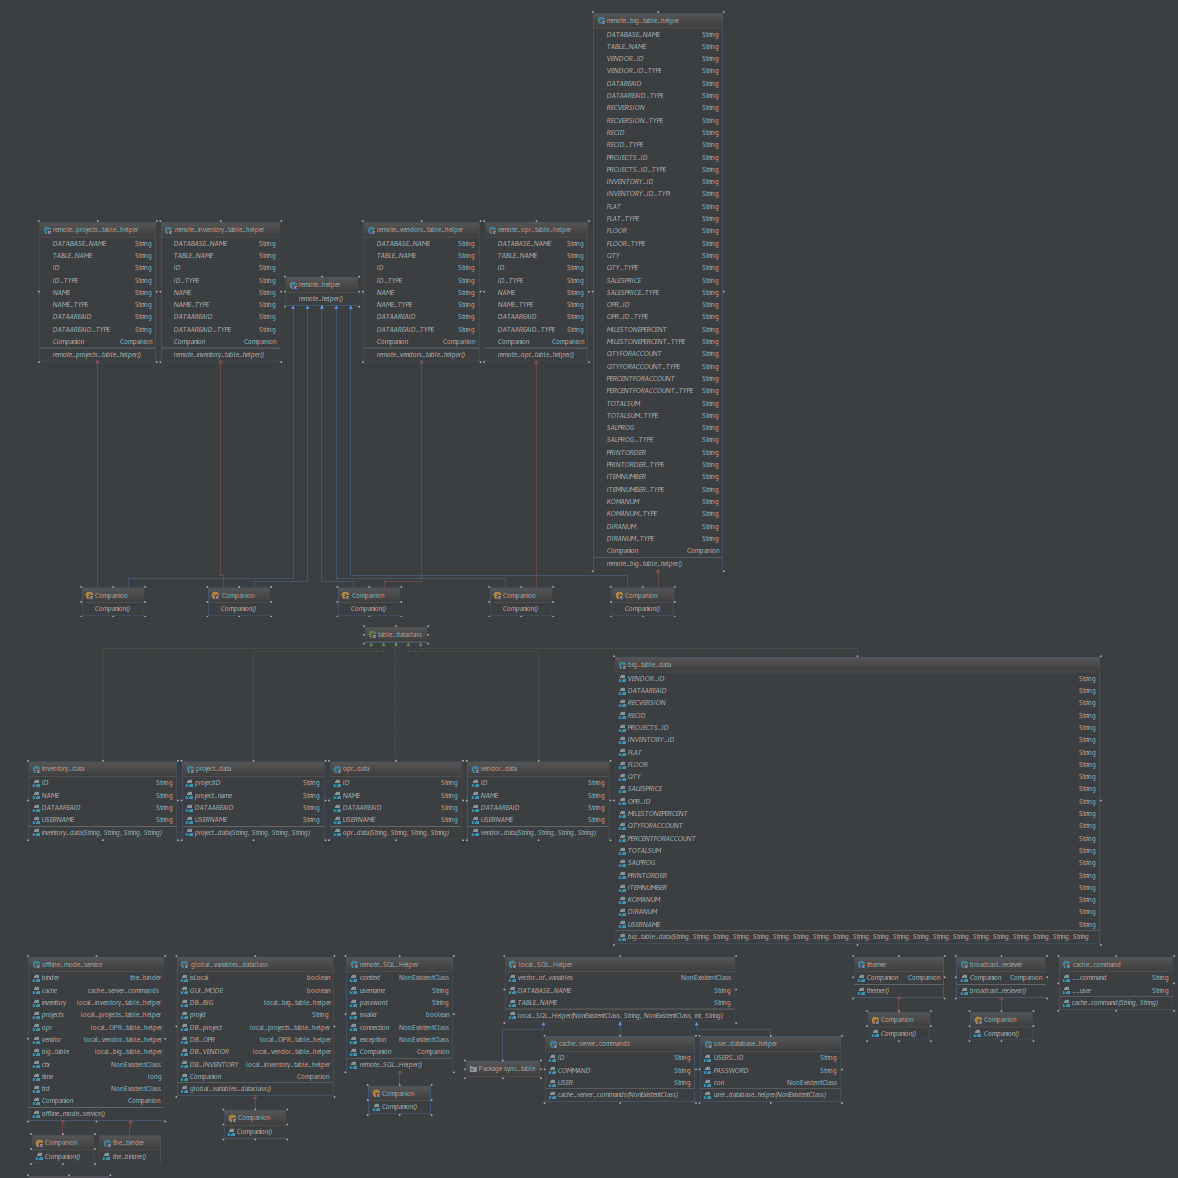 remote_big_table_helper
DATABASE_NAME String
TABLE_NAME String
VENDOR_ID String
VENDOR_ID_TYPE String
DATAREAID String
DATAAREAID_TYPE String
RECVERSION String
RECVERSION_TYPE String
RECID String
RECID_TYPE String
PROJECTS_ID String
PROJECTS_ID_TYPE String
INVENTORY_ID String
INVENTORY_ID_TYPE String
FLAT String
FLAT_TYPE String
FLOOR String
FLOOR_TYPE String
QTY String
QTY_TYPE String
SALESPRICE String
SALESPRICE_TYPE String
OPR_ID String
OPR_ID_TYPE String
MILESTONEPERCENT String
MILESTONEPERCENT_TYPE String
QTYFORACCOUNT String
QTYFORACCOUNT_TYPE String
PERCENTFORACCOUNT String
PERCENTFORACCOUNT_TYPE String
TOTALSUM String
TOTALSUM_TYPE String
SALPROG String
SALPROG_TYPE String
PRINTORDER String
PRINTORDER_TYPE String
ITEMNUMBER String
ITEMNUMBER_TYPE String
KOMANUM String
KOMANUM_TYPE String
DIRANUM String
DIRANUM_TYPE String
Companion Companion
remote_big_table_helper()
remote_projects_table_helper
DATABASE_NAME String
TABLE_NAME String
ID String
ID_TYPE String
NAME String
NAME_TYPE String
DATAAREAID String
DATAAREAID_TYPE String
Companion Companion
remote_projects_table_helper()
remote_inventory_table_helper
DATABASE_NAME String
TABLE_NAME String
ID String
ID_TYPE String
NAME String
NAME_TYPE String
DATAAREAID String
DATAAREAID_TYPE String
Companion Companion
remote_inventory_table_helper()
remote_helper
remote_helper()
remote_vendors_table_helper
DATABASE_NAME String
TABLE_NAME String
ID String
ID_TYPE String
NAME String
NAME_TYPE String
DATAAREAID String
DATAAREAID_TYPE String
Companion Companion
remote_vendors_table_helper()
remote_opr_table_helper
DATABASE_NAME String
TABLE_NAME String
ID String
ID_TYPE String
NAME String
NAME_TYPE String
DATAAREAID String
DATAAREAID_TYPE String
Companion Companion
remote_opr_table_helper()
Companion
Companion()
Companion
Companion()
Companion
Companion()
Companion
Companion()
Companion
Companion()
table_dataclass
big_table_data
VENDOR_ID String
DATAAREAID String
RECVERSION String
RECID String
PROJECTS_ID String
INVENTORY_ID String
FLAT String
FLOOR String
QTY String
SALESPRICE String
OPR_ID String
MILESTONEPERCENT String
QTYFORACCOUNT String
PERCENTFORACCOUNT String
TOTALSUM String
SALPROG String
PRINTORDER String
ITEMNUMBER String
KOMANUM String
DIRANUM String
USERNAME String
big_table_data(String, String, String, String, String, String, String, String, String, String, String, String, String, String, String, String, String, String, String, String, String)
inventory_data
ID String
NAME String
DATAAREAID String
USERNAME String
inventory_data(String, String, String, String)
project_data
projectID String
project_name String
DATAAREAID String
USERNAME String
project_data(String, String, String, String)
opr_data
ID String
NAME String
DATAAREAID String
USERNAME String
opr_data(String, String, String, String)
vendor_data
ID String
NAME String
DATAAREAID String
USERNAME String
vendor_data(String, String, String, String)
offline_mode_service
binder the_binder
cache cache_server_commands
inventory local_inventory_table_helper
projects local_projects_table_helper
opr local_OPR_table_helper
vendor local_vendor_table_helper
big_table local_big_table_helper
ctx NonExistentClass
time long
trd NonExistentClass
Companion Companion
offline_mode_service()
Companion
Companion()
the_binder
the_binder()
global_variables_dataclass
isLocal boolean
GUI_MODE boolean
DB_BIG local_big_table_helper
projid String
DB_project local_projects_table_helper
DB_OPR local_OPR_table_helper
DB_VENDOR local_vendor_table_helper
DB_INVENTORY local_inventory_table_helper
Companion Companion
global_variables_dataclass()
Companion
Companion()
remote_SQL_Helper
context NonExistentClass
username String
password String
isvalid boolean
connection NonExistentClass
exception NonExistentClass
Companion Companion
remote_SQL_Helper()
Companion
Companion()
local_SQL_Helper
vector_of_variables NonExistentClass
DATABASE_NAME String
TABLE_NAME String
local_SQL_Helper(NonExistentClass, String, NonExistentClass, int, String)
Package sync_table
cache_server_commands
ID String
COMMAND String
USER String
cache_server_commands(NonExistentClass)
user_database_helper
USERS_ID String
PASSWORD String
con NonExistentClass
user_database_helper(NonExistentClass)
themer
Companion Companion
themer()
Companion
Companion()
broadcast_reciever
Companion Companion
broadcast_reciever()
Companion
Companion()
cache_command
__command String
__user String
cache_command(String, String)